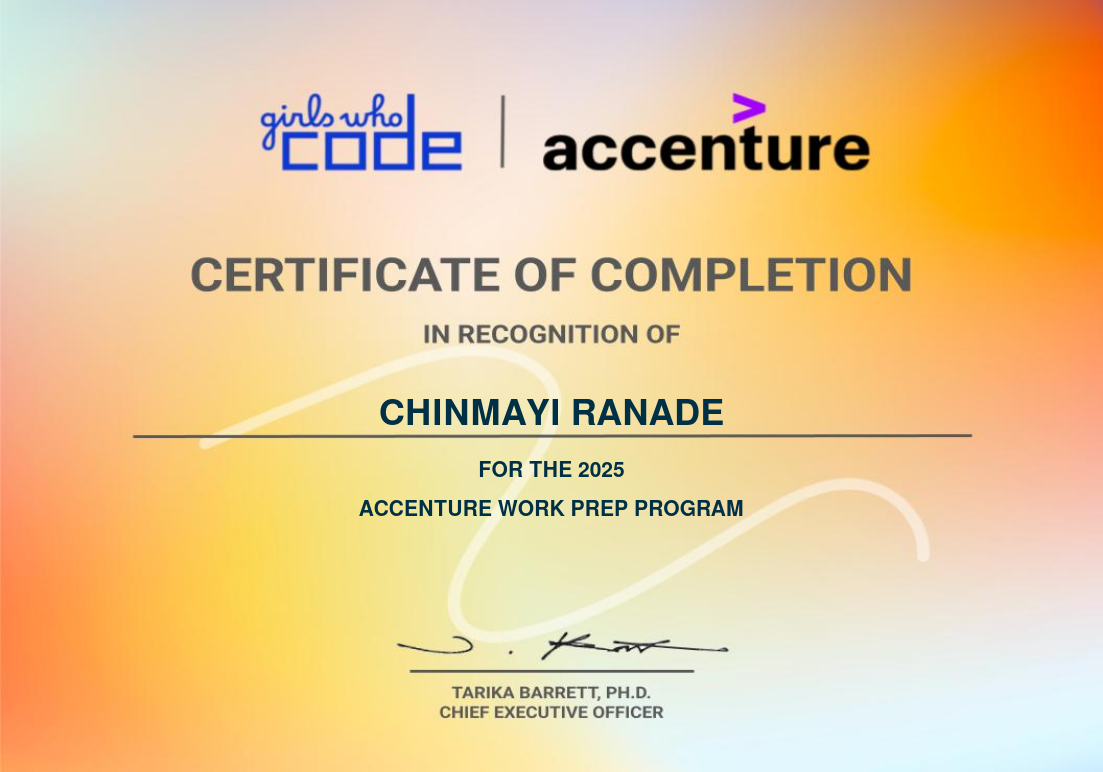 girls who code | accenture
CERTIFICATE OF COMPLETION
IN RECOGNITION OF
CHINMAYI RANADE
FOR THE 2025
ACCENTURE WORK PREP PROGRAM
TARIKA BARRETT, PH.D.
CHIEF EXECUTIVE OFFICER